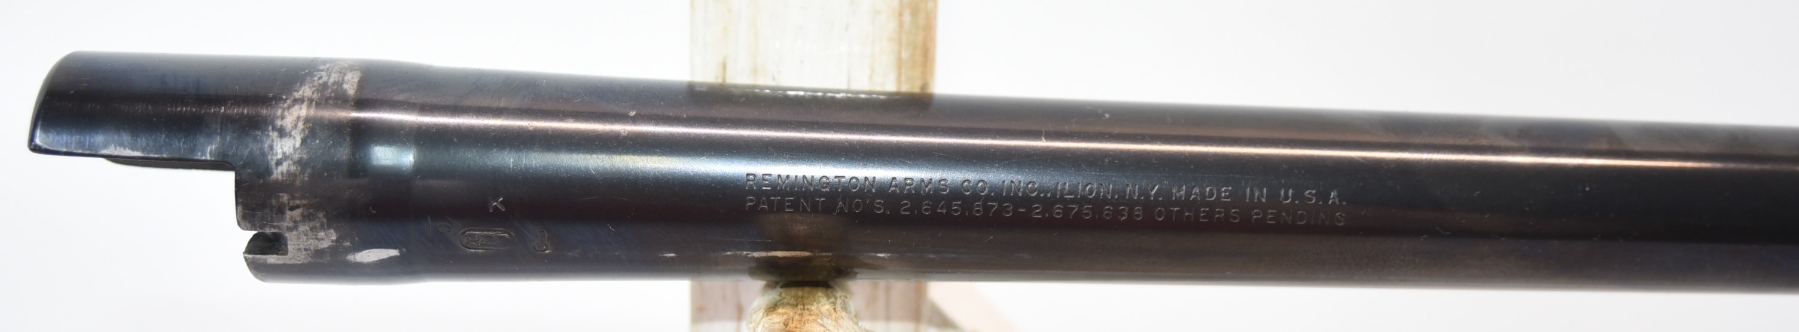 REMINGTON ARMS CO. INC., ILION, N.Y. MADE IN U.S.A.
PATENT NO'S. 2,645,873-2,675,638 OTHERS PENDING
K